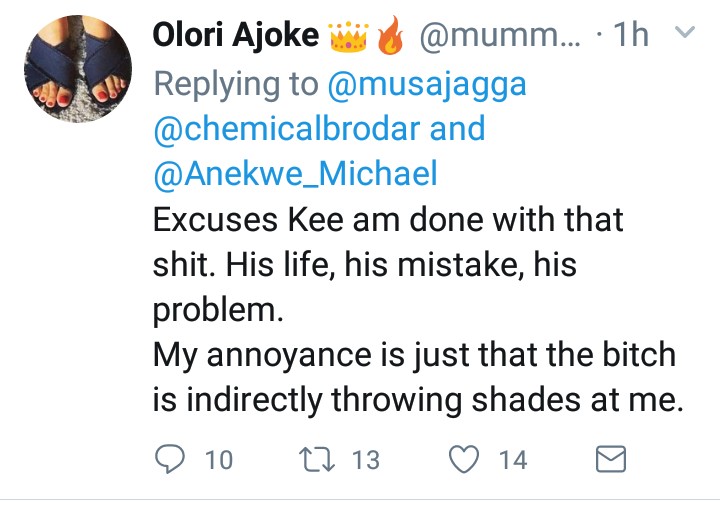 Olori Ajoke 👑🔥 @mumm... · 1h
Replying to @musajagga
@chemicalbrodar and
@Anekwe_Michael
Excuses Kee am done with that
shit. His life, his mistake, his
problem.
My annoyance is just that the bitch
is indirectly throwing shades at me.
10 13 14